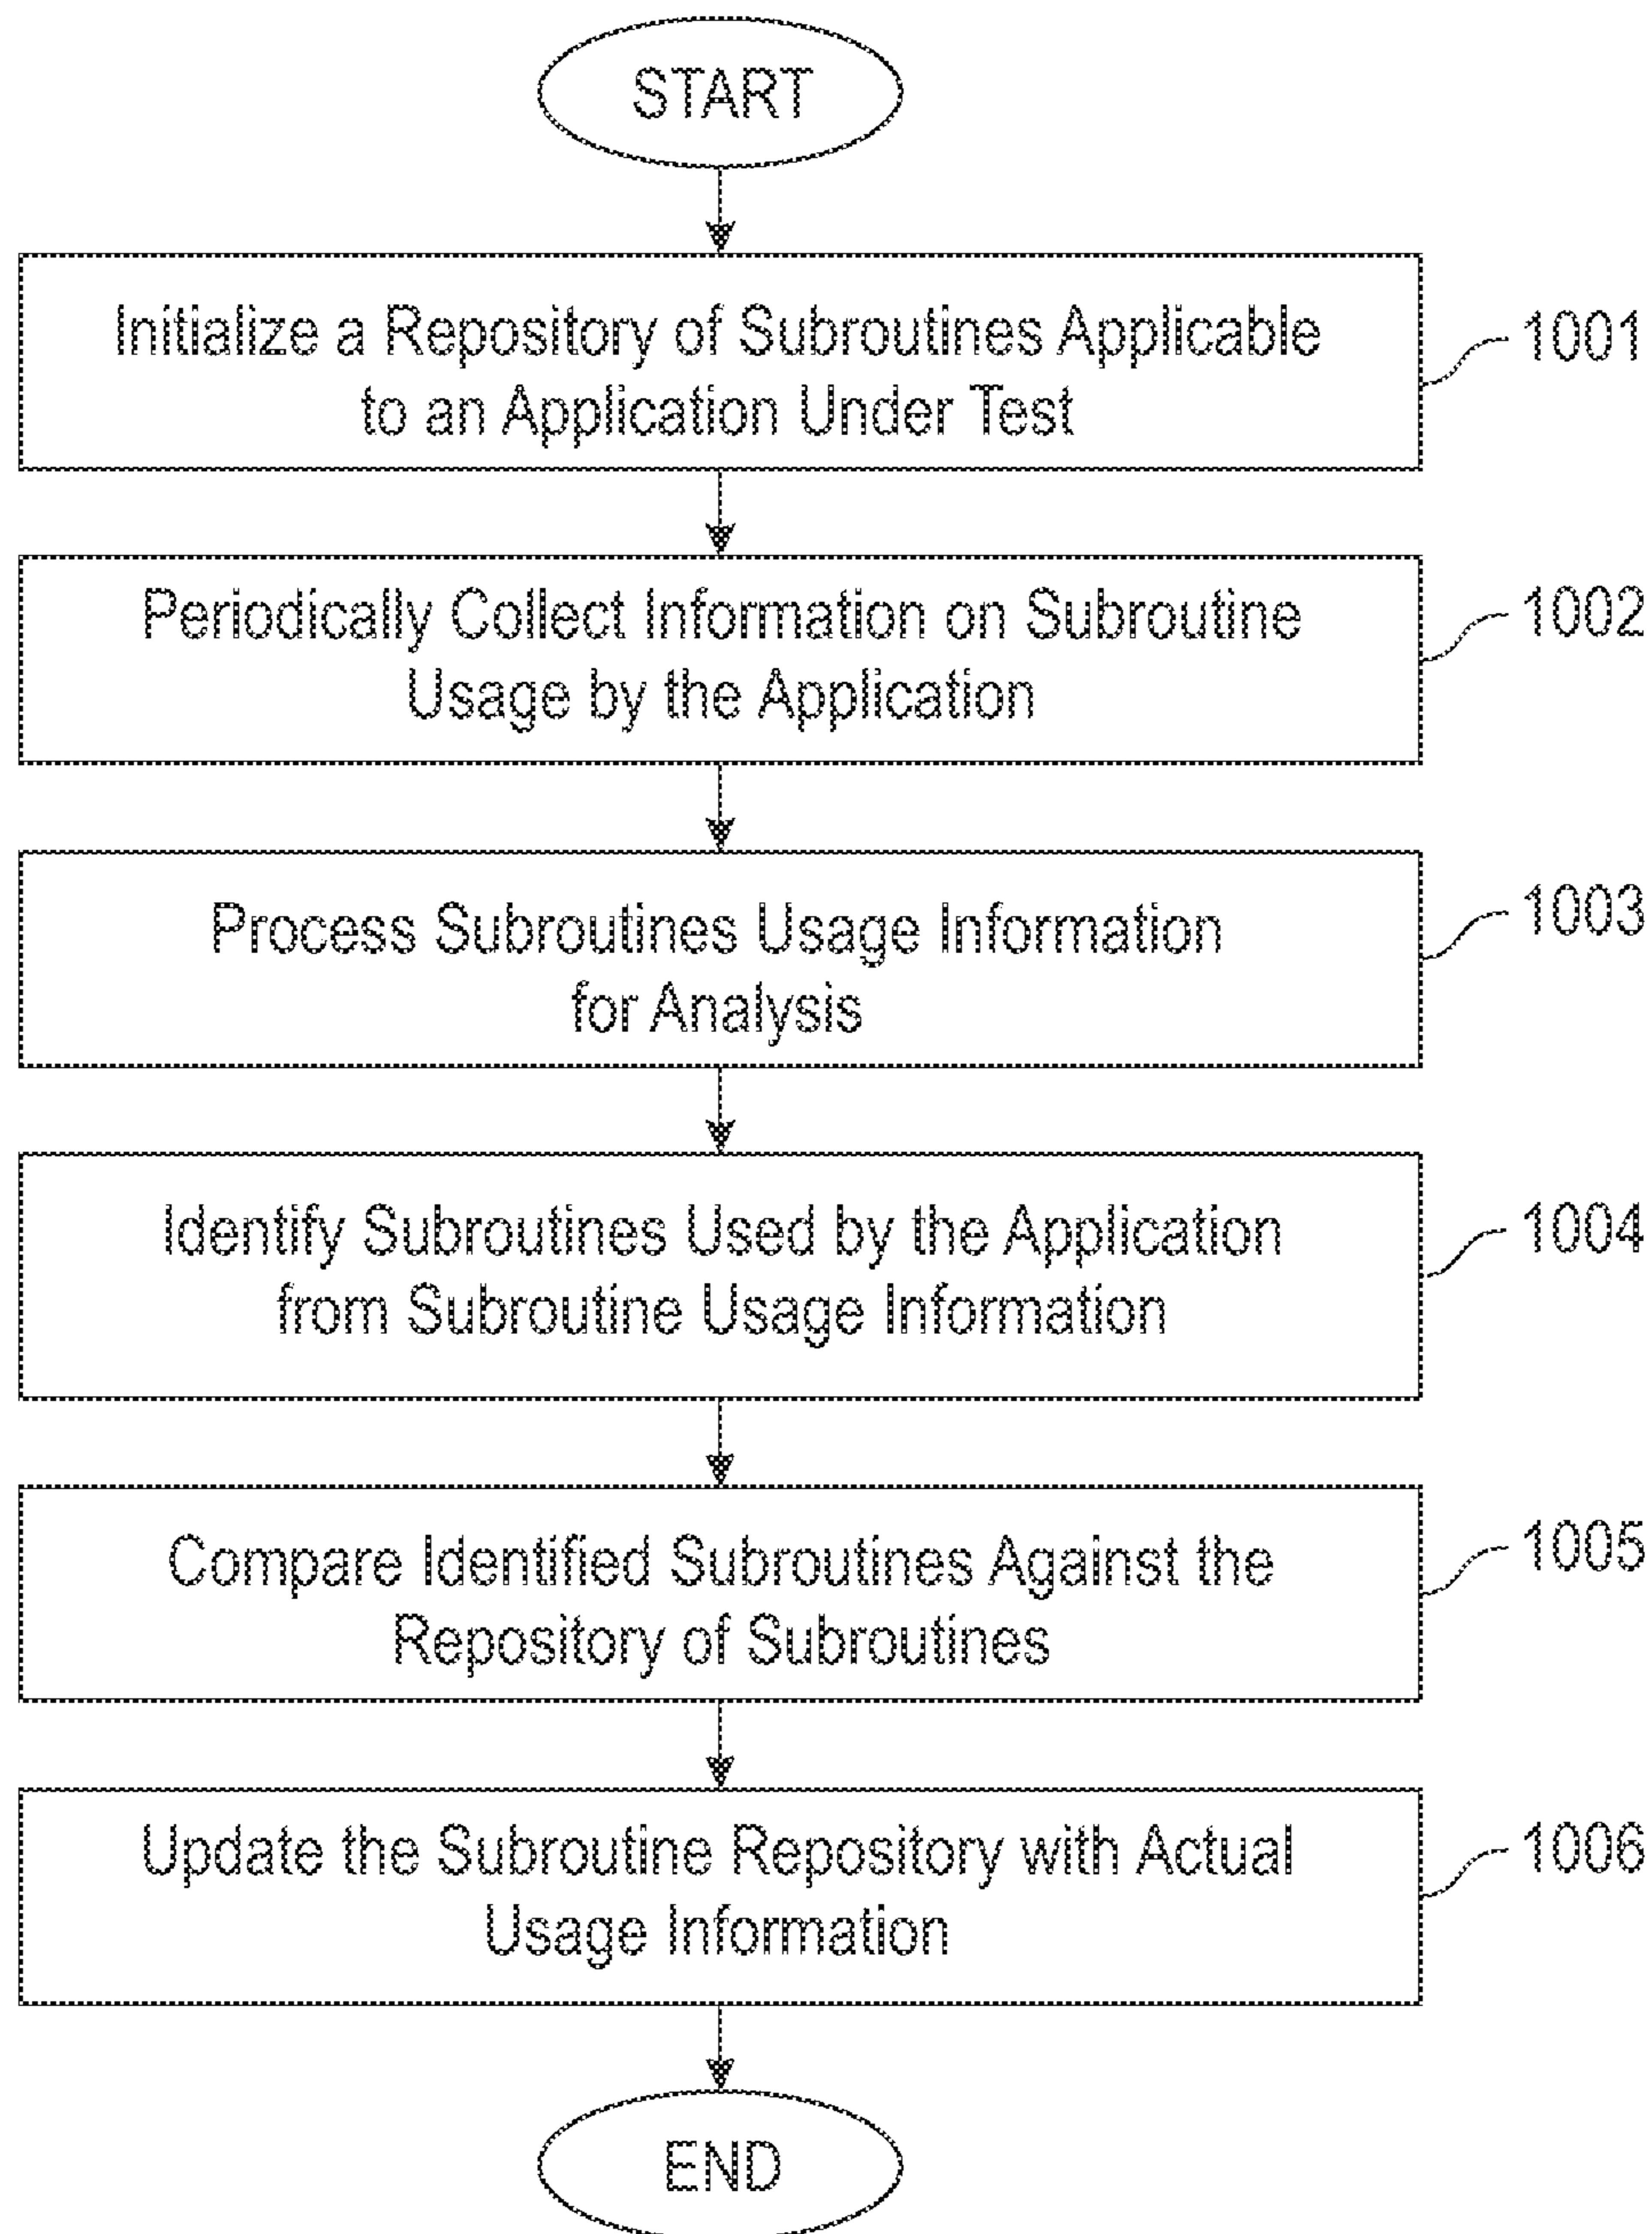 START
Initialize a Repository of Subroutines Applicable
to an Application Under Test
1001
Periodically Collect Information on Subroutine
Usage by the Application
1002
Process Subroutines Usage Information
for Analysis
1003
Identify Subroutines Used by the Application
from Subroutine Usage Information
1004
Compare Identified Subroutines Against the
Repository of Subroutines
1005
Update the Subroutine Repository with Actual
Usage Information
1006
END